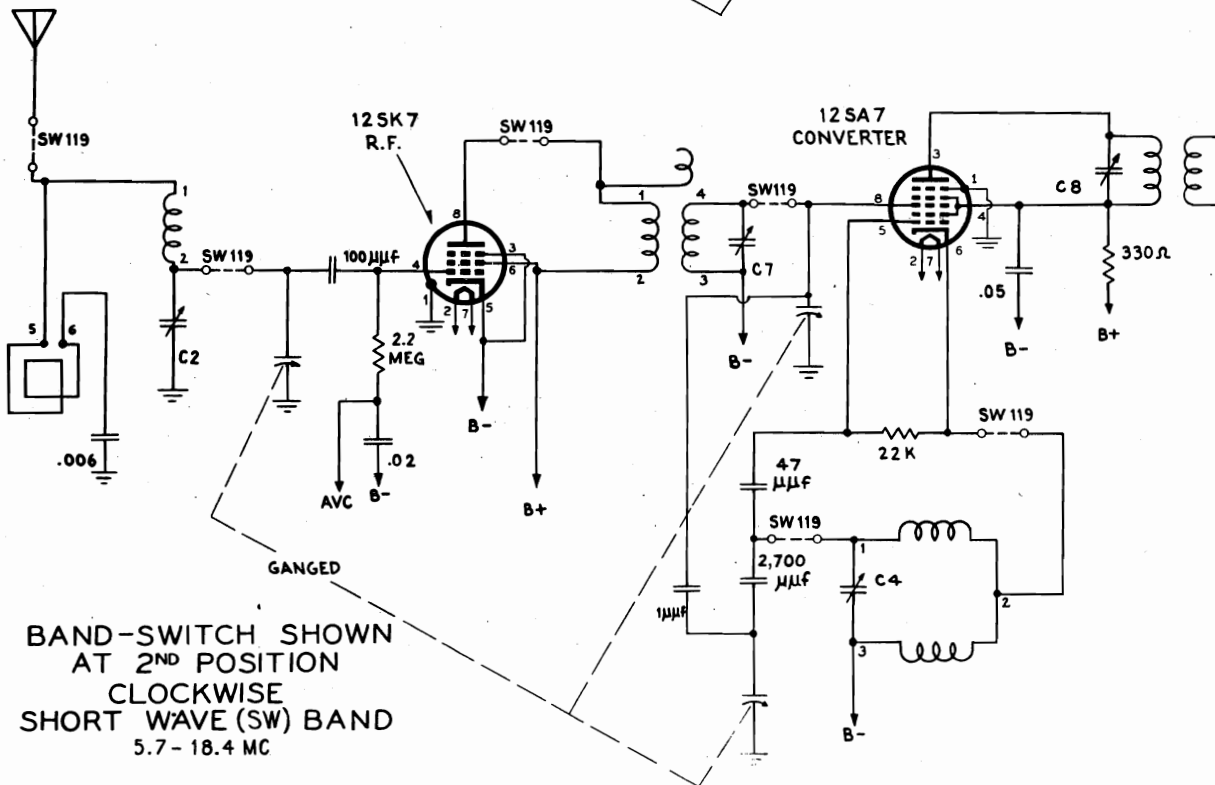 SW119
1
2
SW119
5
6
C2
.006
100µµf
12SK7
R.F.
SW119
8
4
3
6
1
2
7
5
2.2
MEG
.02
AVC
B-
B-
B+
1
2
4
3
SW119
C7
B-
12SA7
CONVERTER
3
8
5
1
4
2
7
6
C8
.05
330Ω
B-
B+
22K
SW119
47
µµf
SW119
2,700
µµf
1µµf
C4
1
2
3
B-
GANGED
BAND-SWITCH SHOWN
AT 2ND POSITION
CLOCKWISE
SHORT WAVE (SW) BAND
5.7-18.4 MC